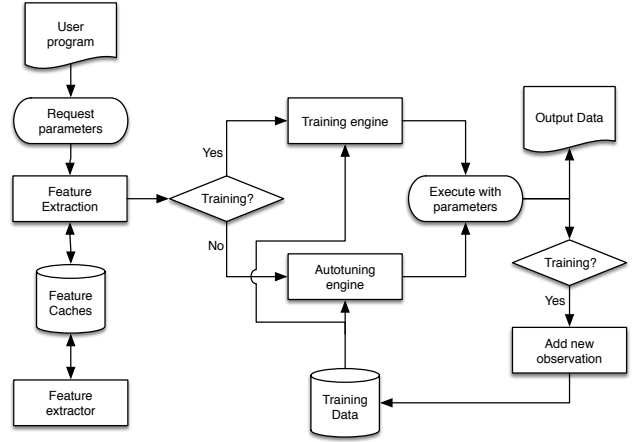 User
program
Request
parameters
Feature
Extraction
Feature
Caches
Feature
extractor
Training?
Yes
No
Training engine
Autotuning
engine
Training
Data
Execute with
parameters
Output Data
Training?
Yes
Add new
observation